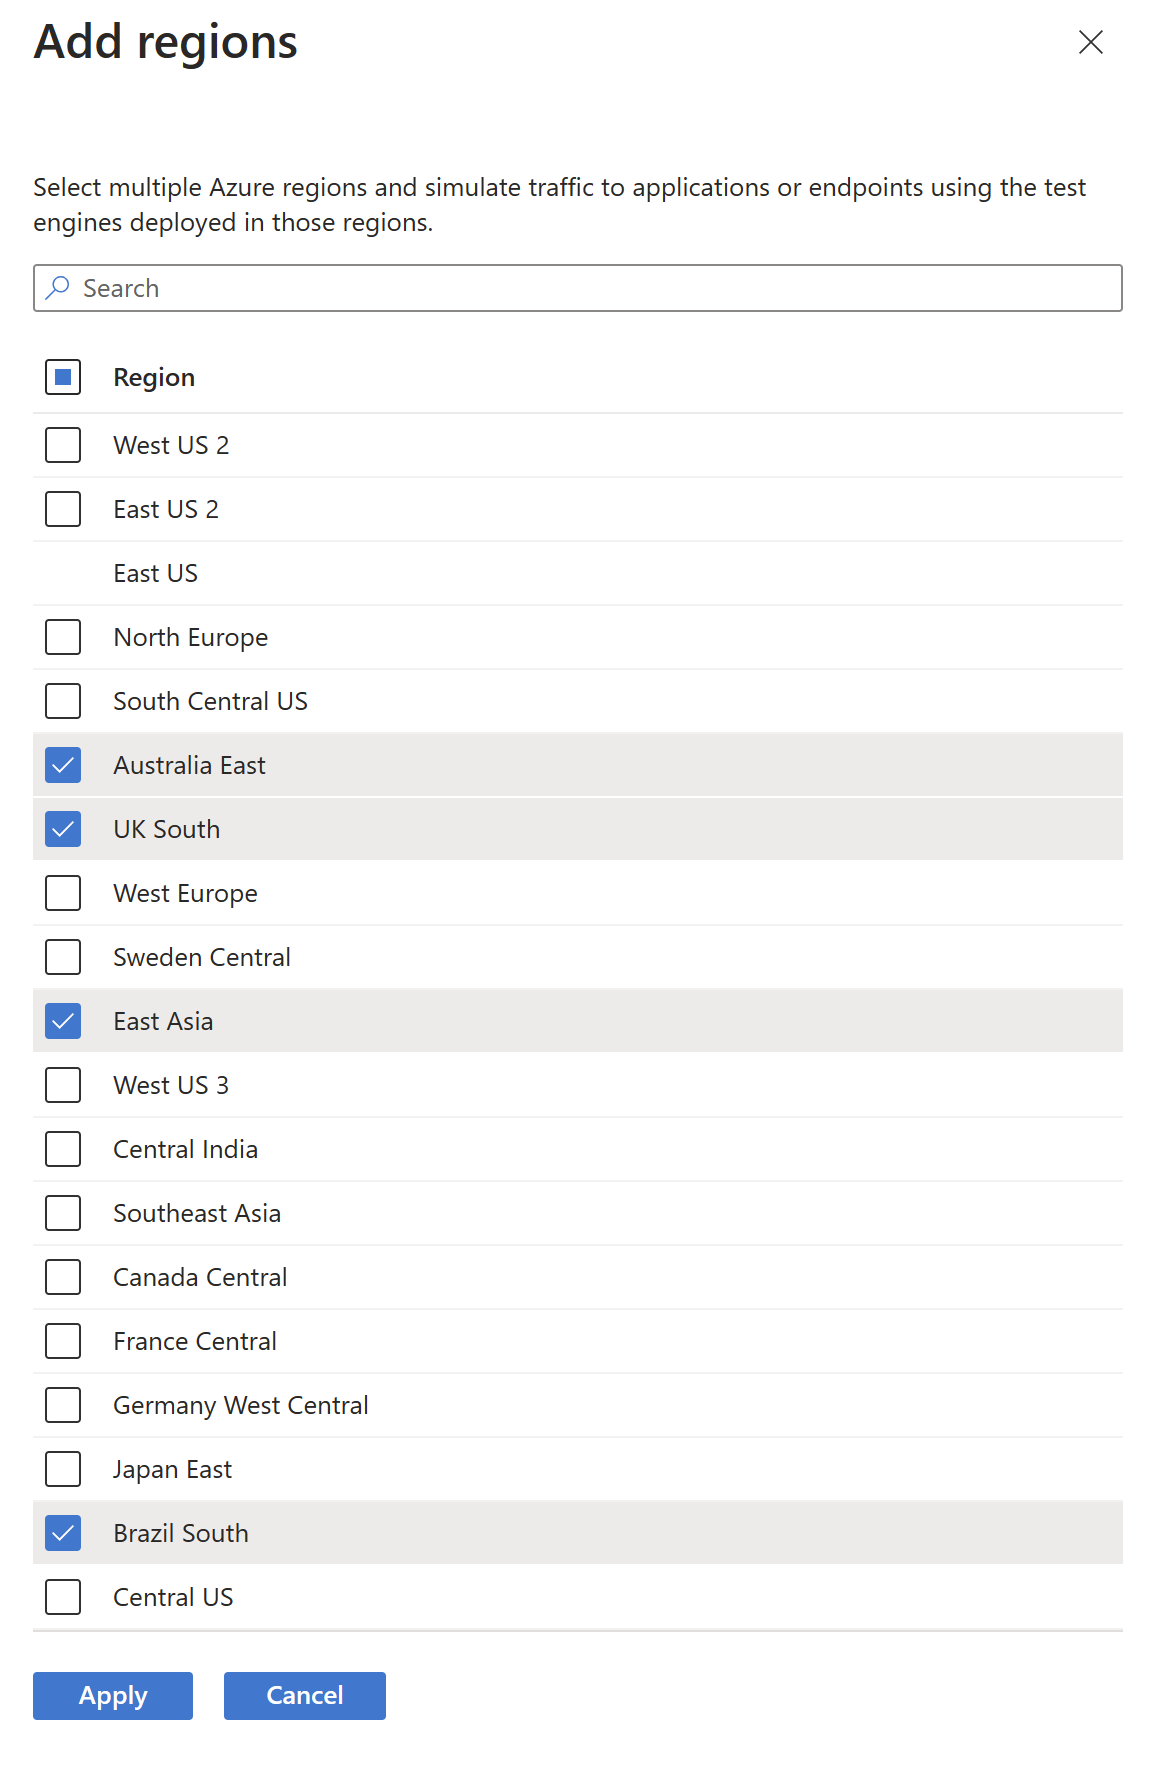 Add regions
Select multiple Azure regions and simulate traffic to applications or endpoints using the test
engines deployed in those regions.
Search
Region
West US 2
East US 2
East US
North Europe
South Central US
Australia East
UK South
West Europe
Sweden Central
East Asia
West US 3
Central India
Southeast Asia
Canada Central
France Central
Germany West Central
Japan East
Brazil South
Central US
Apply Cancel